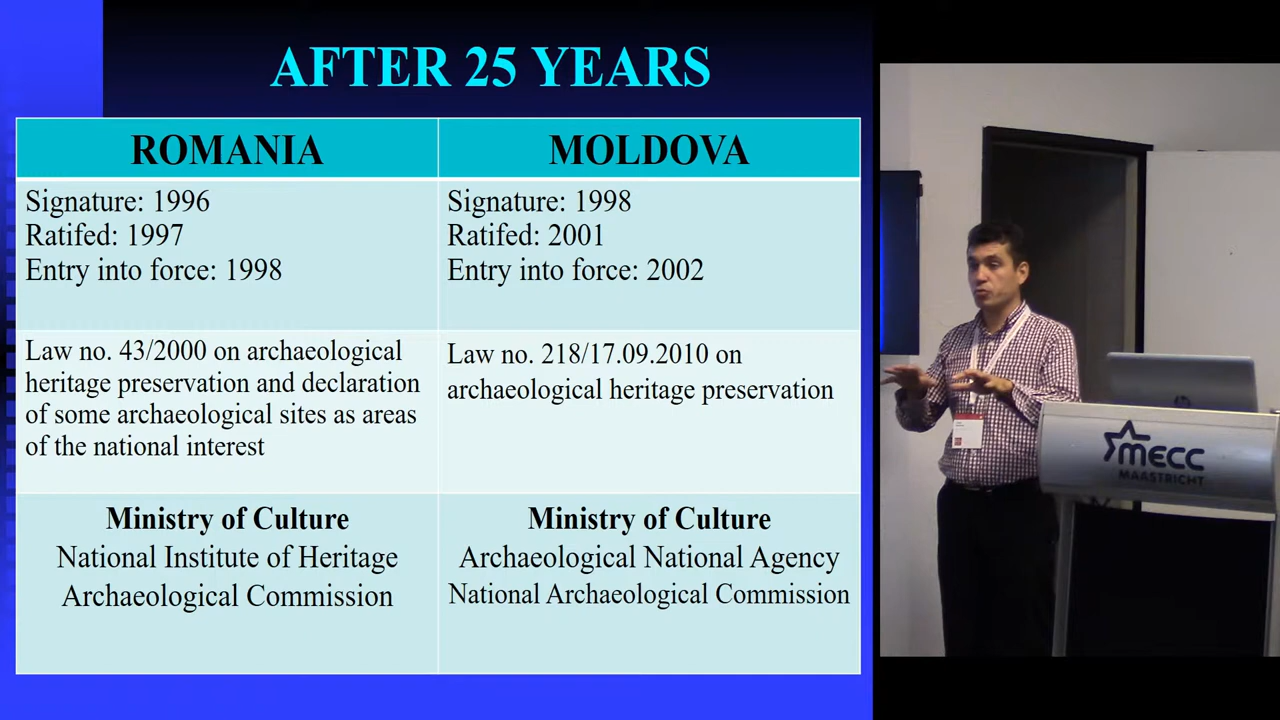 AFTER 25 YEARS
ROMANIA
Signature: 1996
Ratifed: 1997
Entry into force: 1998
Law no. 43/2000 on archaeological
heritage preservation and declaration
of some archaeological sites as areas
of the national interest
Ministry of Culture
National Institute of Heritage
Archaeological Commission
MOLDOVA
Signature: 1998
Ratifed: 2001
Entry into force: 2002
Law no. 218/17.09.2010 on
archaeological heritage preservation
Ministry of Culture
Archaeological National Agency
National Archaeological Commission
mecc
MAASTRICHT